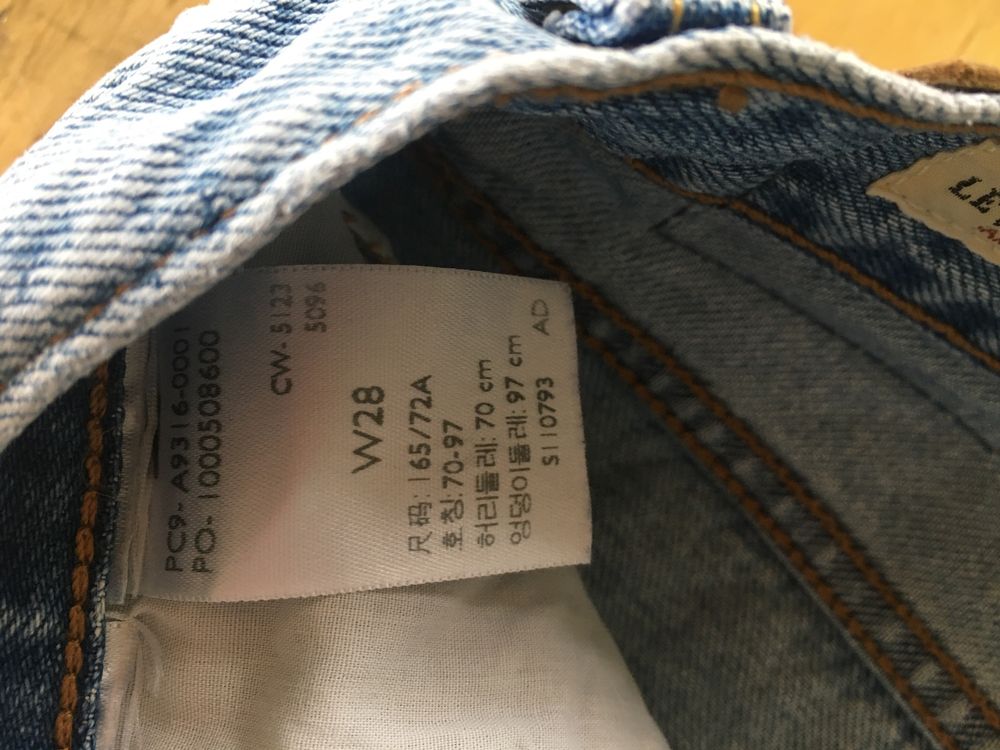 PC9- A9316-0001
PO- 1000508600
CW- 5123
5096
W28
尺码: 165/72A
호칭: 70-97
허리둘레: 70 cm
엉덩이둘레: 97 cm
S110793
AD